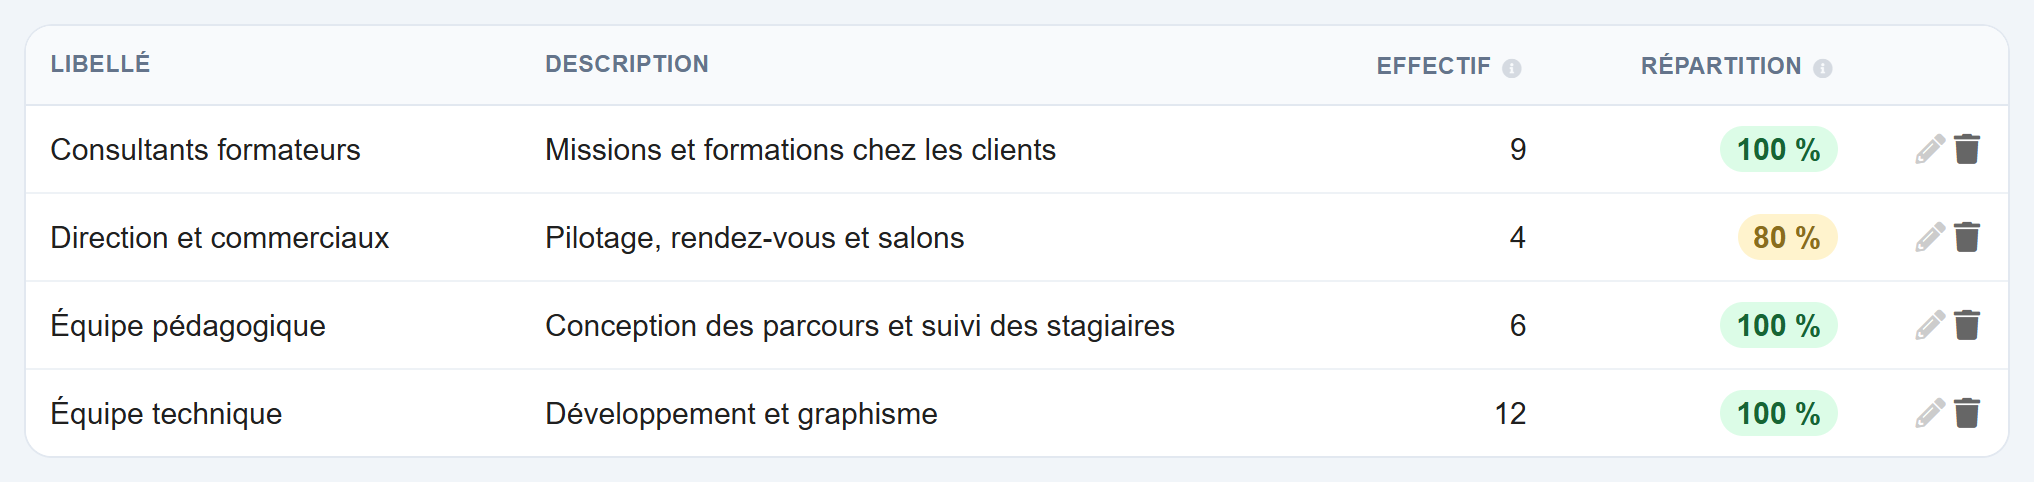 LIBELLÉ DESCRIPTION EFFECTIF RÉPARTITION
Consultants formateurs Missions et formations chez les clients 9 100 %
Direction et commerciaux Pilotage, rendez-vous et salons 4 80 %
Équipe pédagogique Conception des parcours et suivi des stagiaires 6 100 %
Équipe technique Développement et graphisme 12 100 %